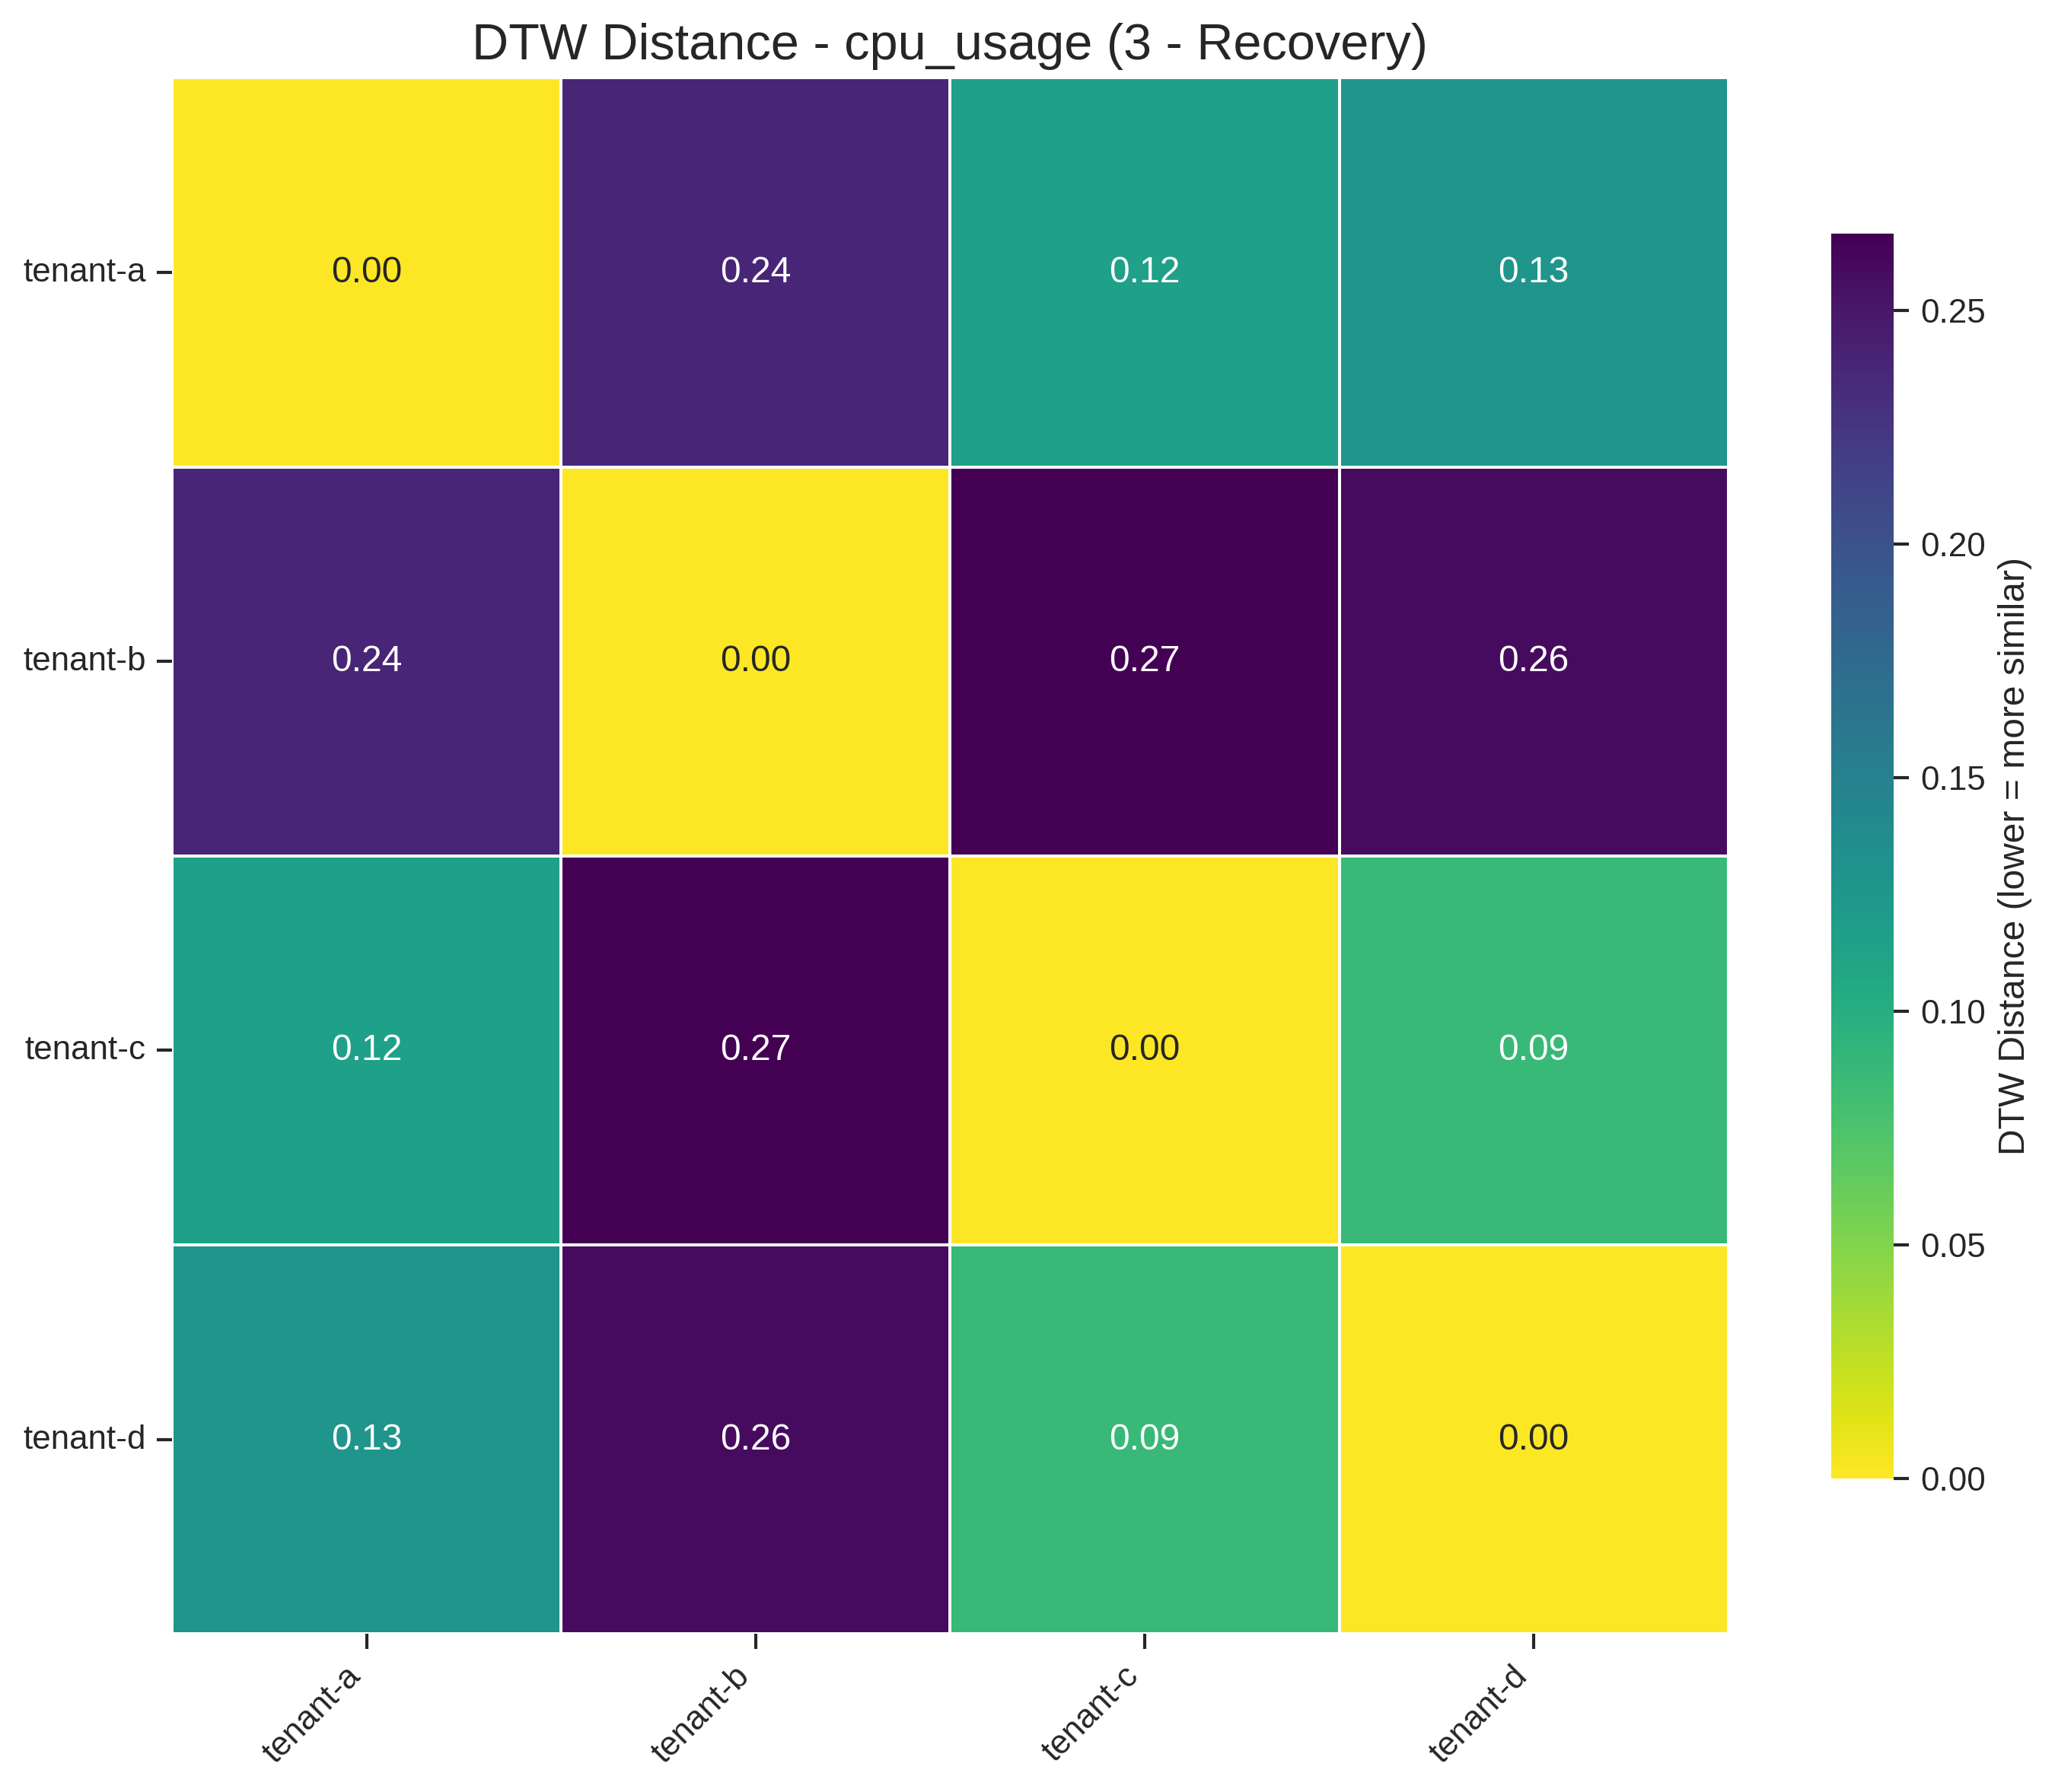 DTW Distance - cpu_usage (3 - Recovery)
tenant-a 0.00 0.24 0.12 0.13
tenant-b 0.24 0.00 0.27 0.26
tenant-c 0.12 0.27 0.00 0.09
tenant-d 0.13 0.26 0.09 0.00
tenant-a tenant-b tenant-c tenant-d
0.25
0.20
0.15
0.10
0.05
0.00
DTW Distance (lower = more similar)